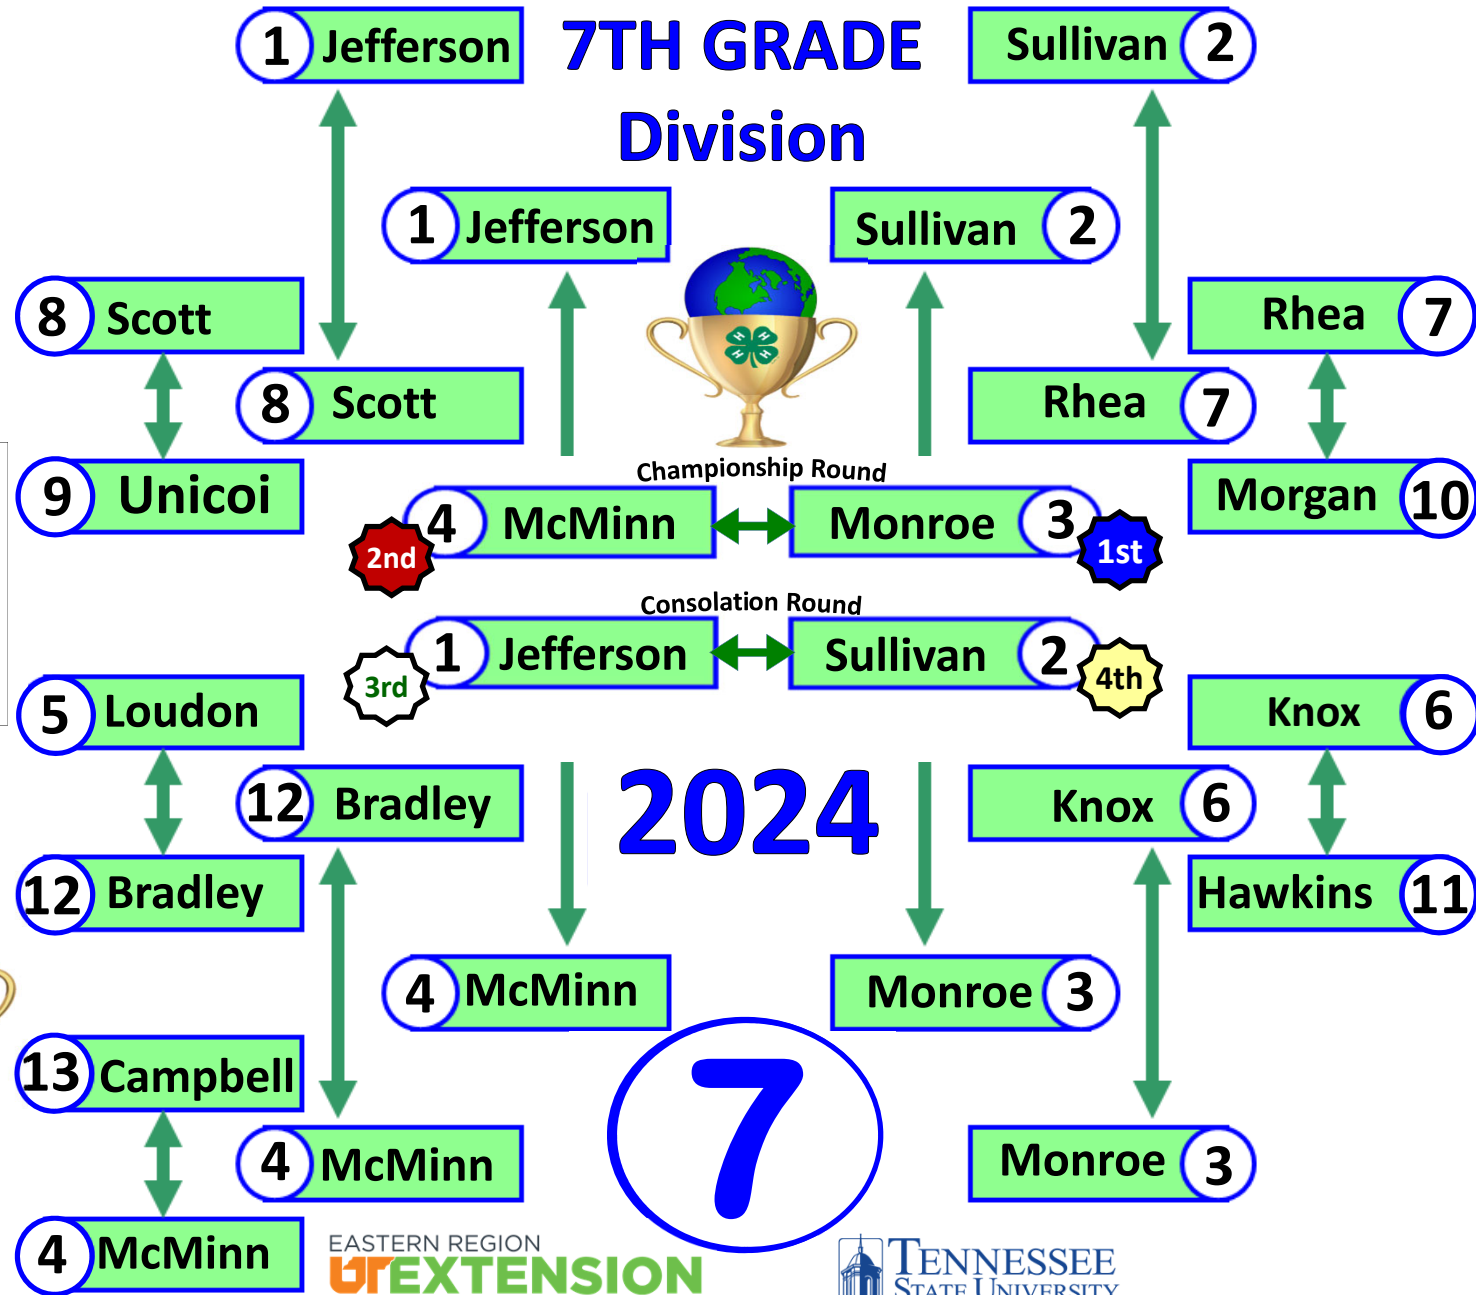 1 Jefferson
7TH GRADE
Sullivan 2
Division
1 Jefferson
Sullivan 2
8 Scott
Rhea 7
8 Scott
Rhea 7
9 Unicoi
Morgan 10
H H H H
Championship Round
4 McMinn
Monroe 3
2nd
1st
Consolation Round
1 Jefferson
Sullivan 2
3rd
4th
5 Loudon
Knox 6
12 Bradley
2024
Knox 6
12 Bradley
Hawkins 11
4 McMinn
Monroe 3
13 Campbell
7
4 McMinn
Monroe 3
4 McMinn
EASTERN REGION
UTEXTENSION
TENNESSEE
STATE UNIVERSITY